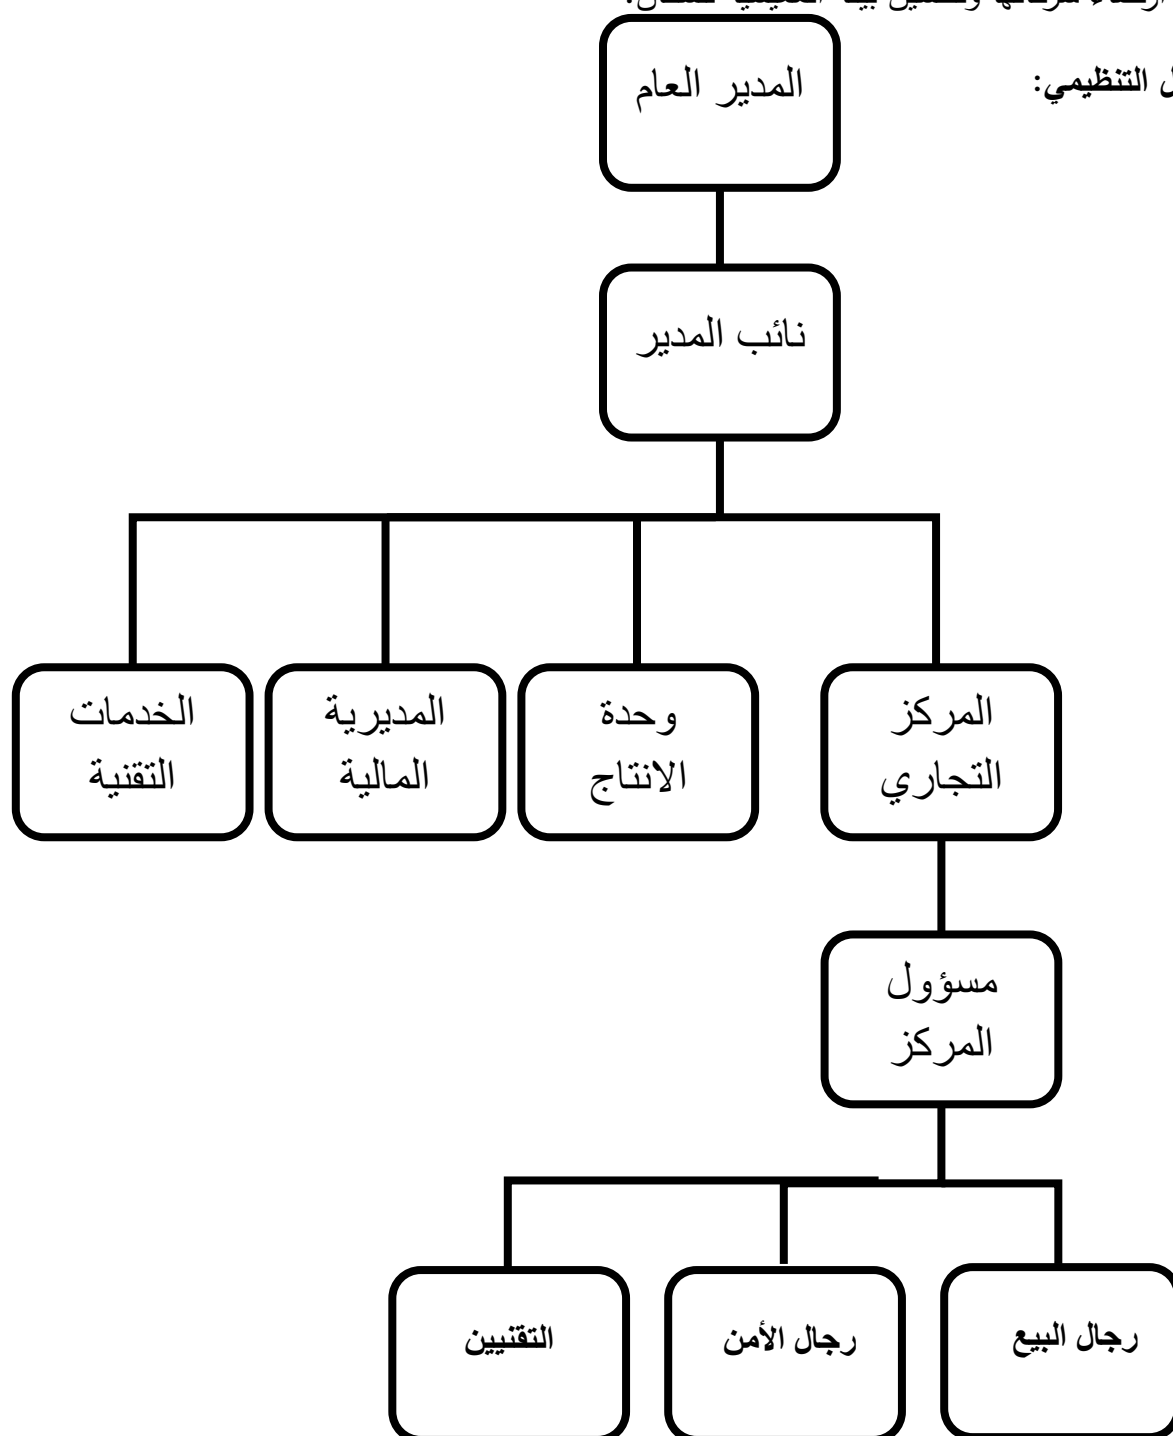 التنظيمي:
المدير العام
نائب المدير
المركز
التجاري
وحدة
الانتاج
المديرية
المالية
الخدمات
التقنية
مسؤول
المركز
رجال البيع
رجال الأمن
التقنيين